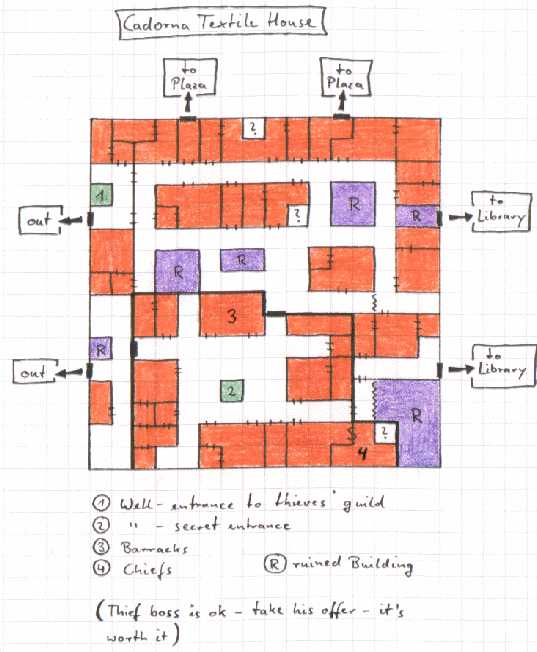 Cadorna Textile House
to
Plaza
to
Plaza
?
1
out
?
R
R
to
Library
R
R
3
R
out
to
Library
2
R
?
4
① Well - entrance to thieves' guild
② " - secret entrance
③ Barracks
④ Chiefs
Ⓡ ruined Building
(Thief boss is ok - take his offer - it's
worth it)